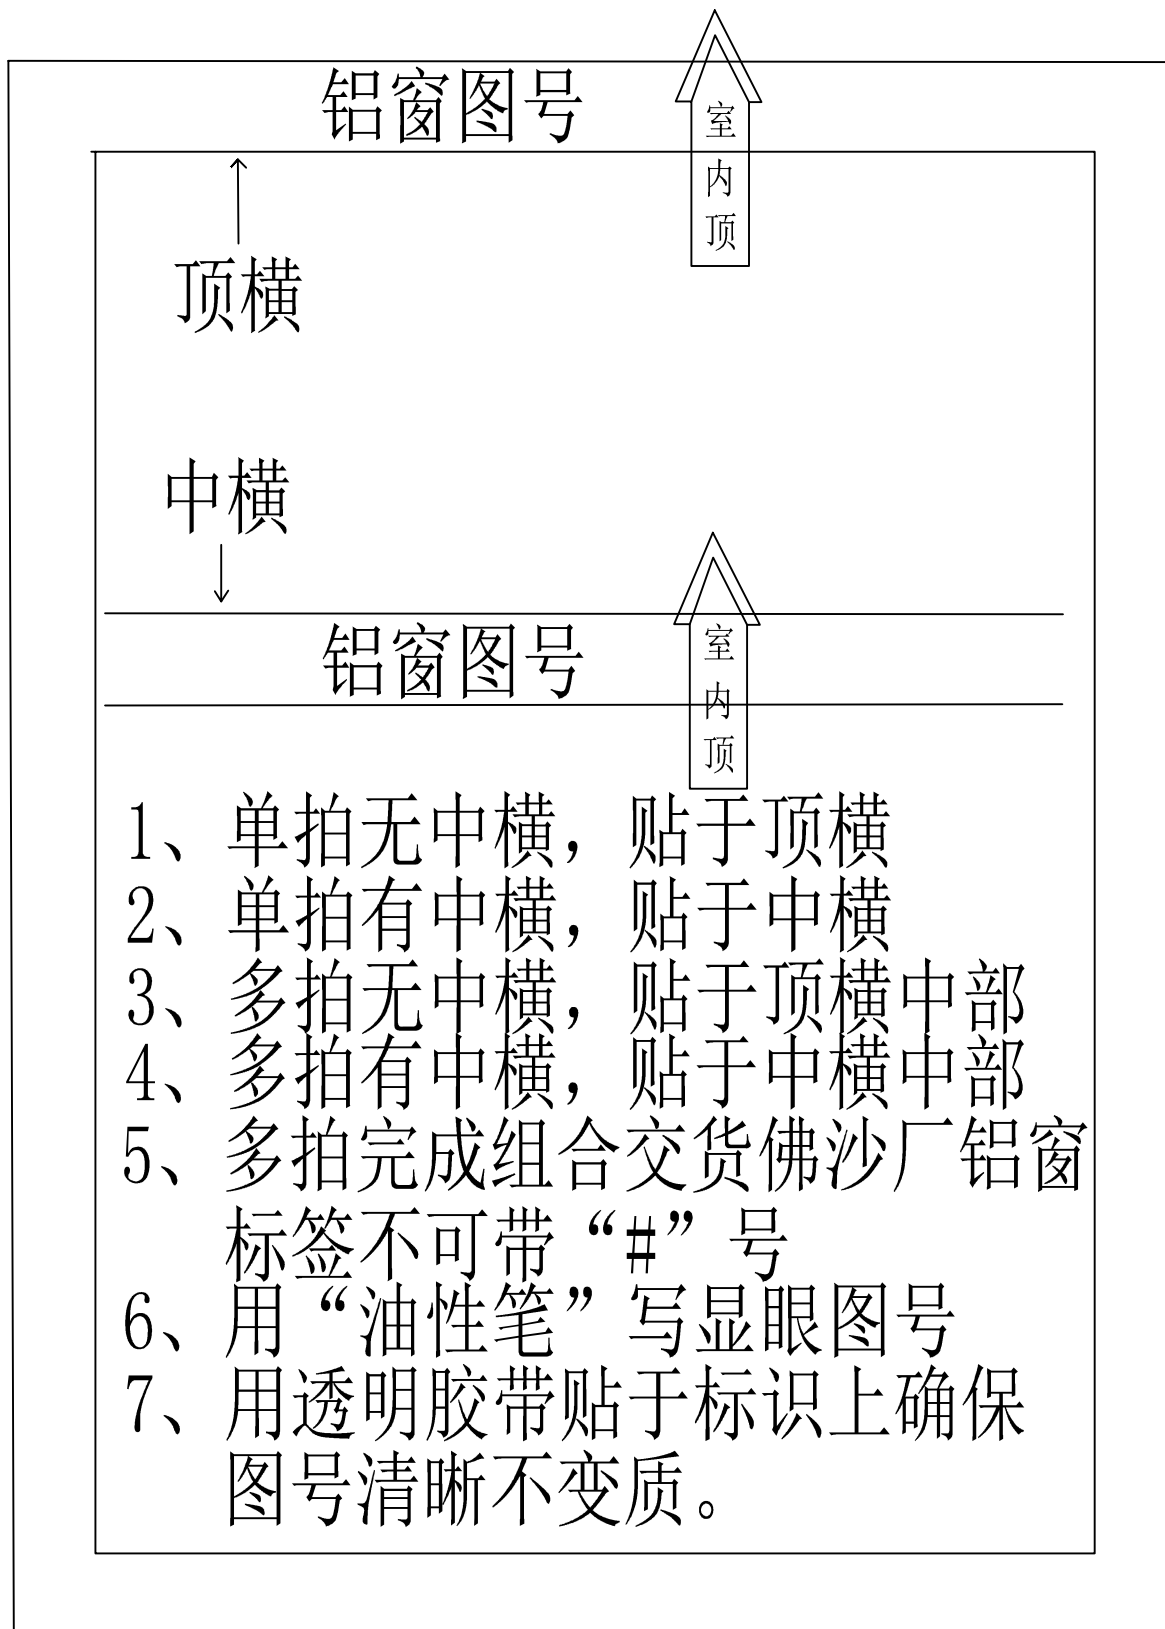 铝窗图号
室
内
顶
顶横
中横
铝窗图号
室
内
顶
1、单拍无中横，贴于顶横
2、单拍有中横，贴于中横
3、多拍无中横，贴于顶横中部
4、多拍有中横，贴于中横中部
5、多拍完成组合交货佛沙厂铝窗
标签不可带“#”号
6、用“油性笔”写显眼图号
7、用透明胶带贴于标识上确保
图号清晰不变质。